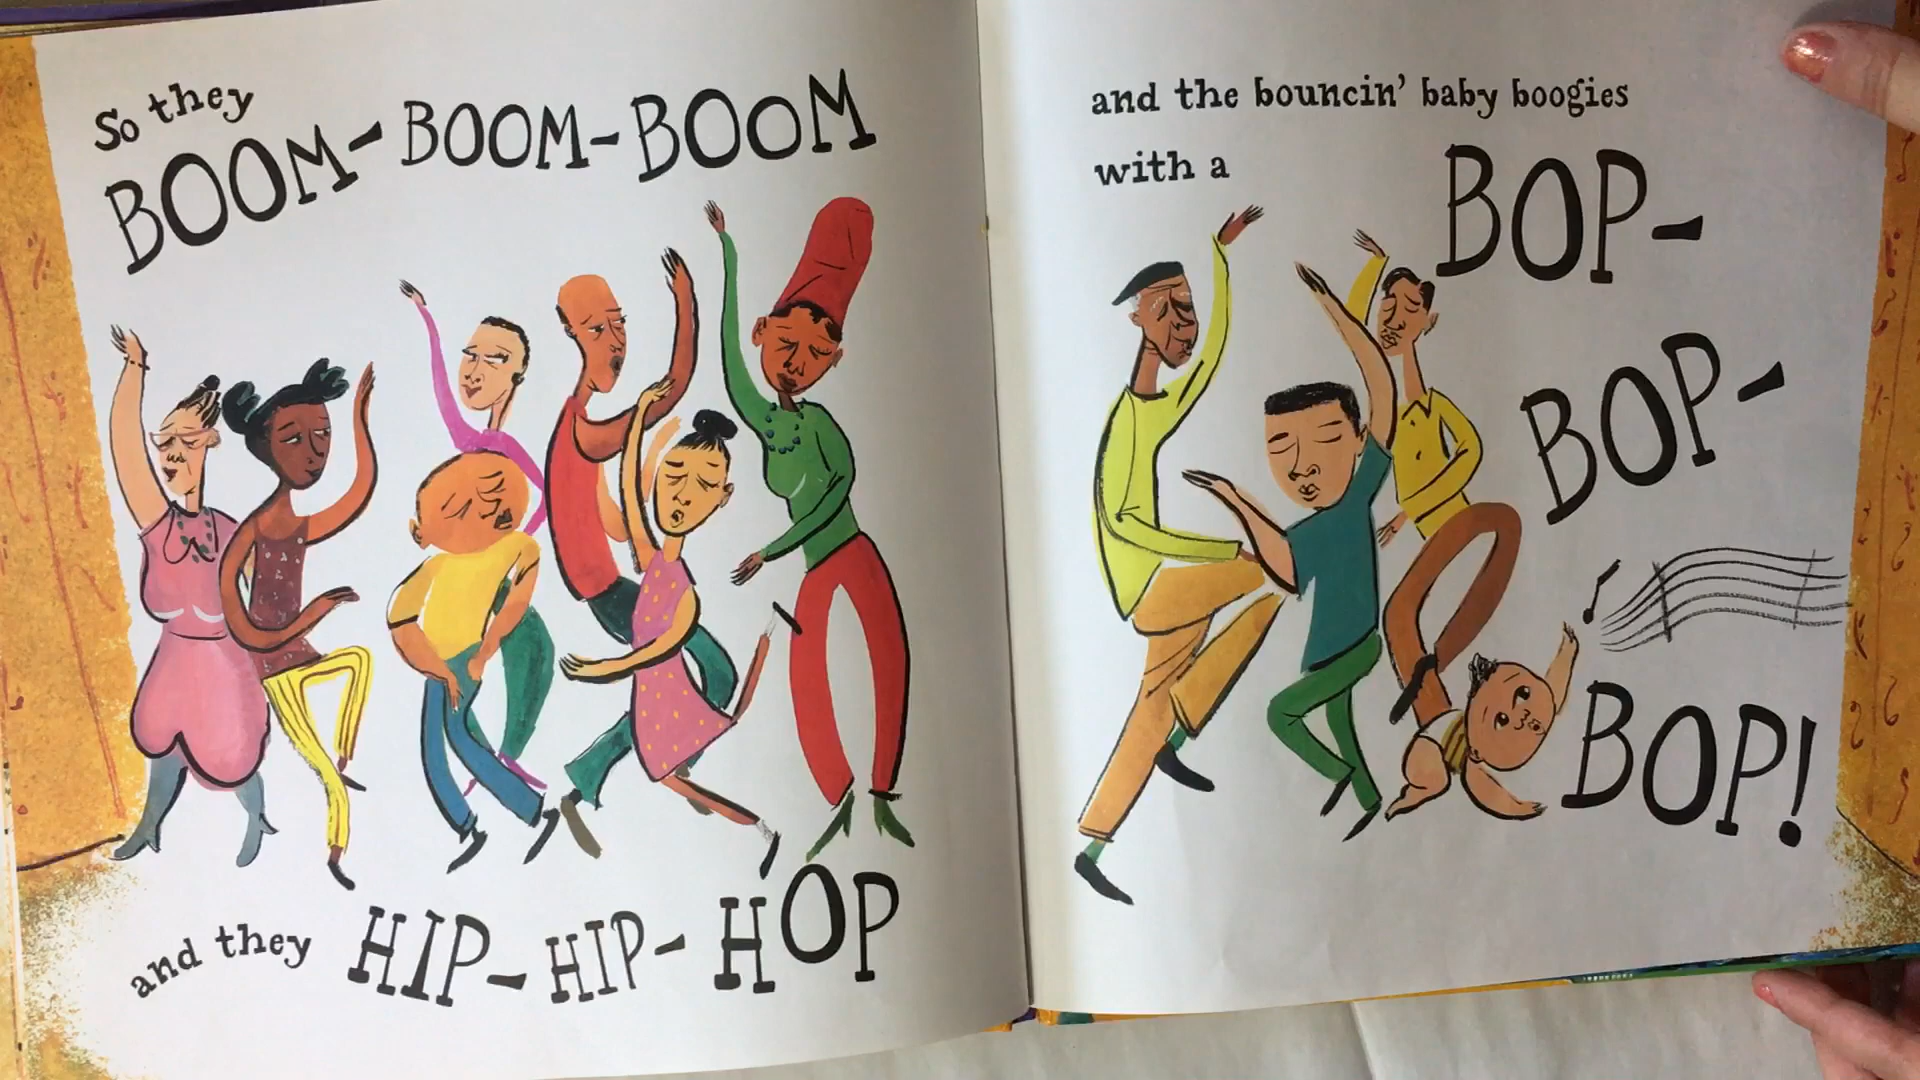 So they
BOOM-BOOM-BOOM
and they HIP-HIP-HOP
and the bouncin' baby boogies
with a BOP-
BOP-
BOP!